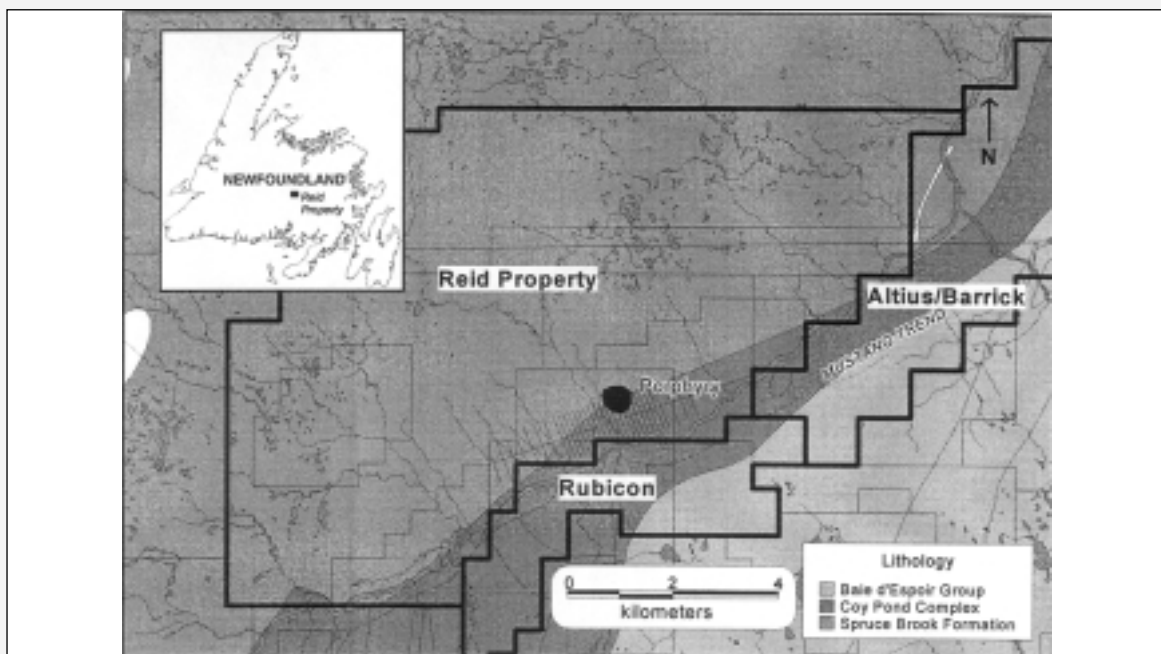 NEWFOUNDLAND
Reid
Property
N
Reid Property
Altius/Barrick
MUSTANG TREND
Porphyry
Rubicon
0 2 4
kilometers
Lithology
Baie d'Espoir Group
Coy Pond Complex
Spruce Brook Formation